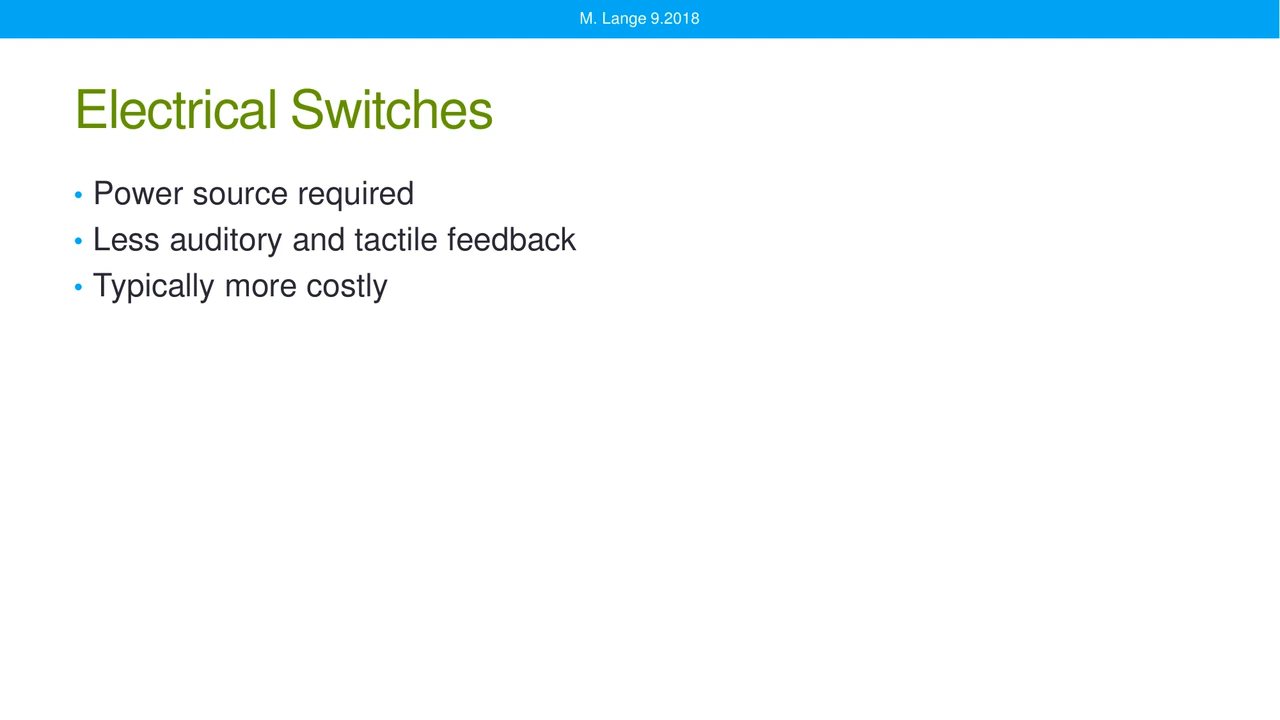 M. Lange 9.2018
Electrical Switches
• Power source required
• Less auditory and tactile feedback
• Typically more costly